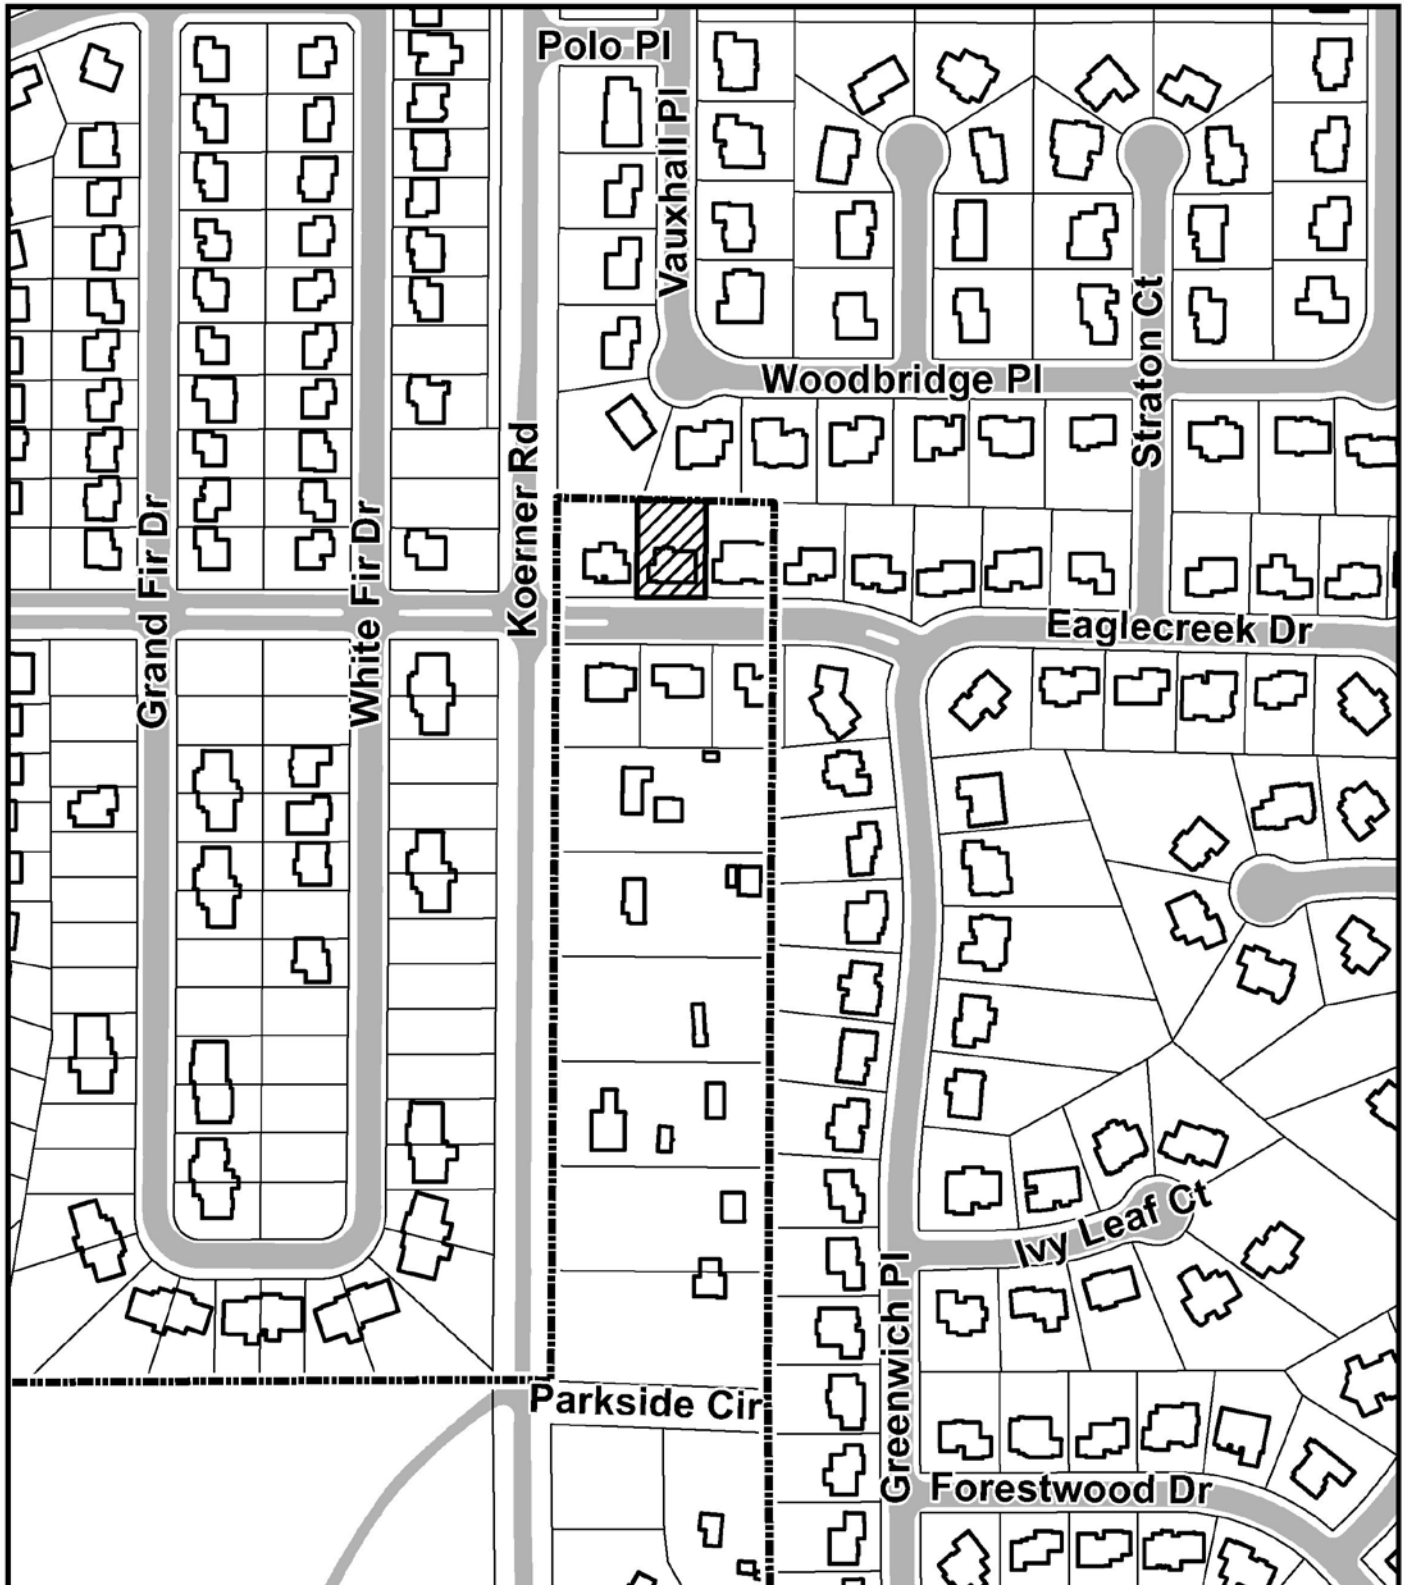 Polo Pl
Vauxhall Pl
Woodbridge Pl
Straton Ct
Koerner Rd
Grand Fir Dr
White Fir Dr
Eaglecreek Dr
Ivy Leaf Ct
Greenwich Pl
Parkside Cir
Forestwood Dr